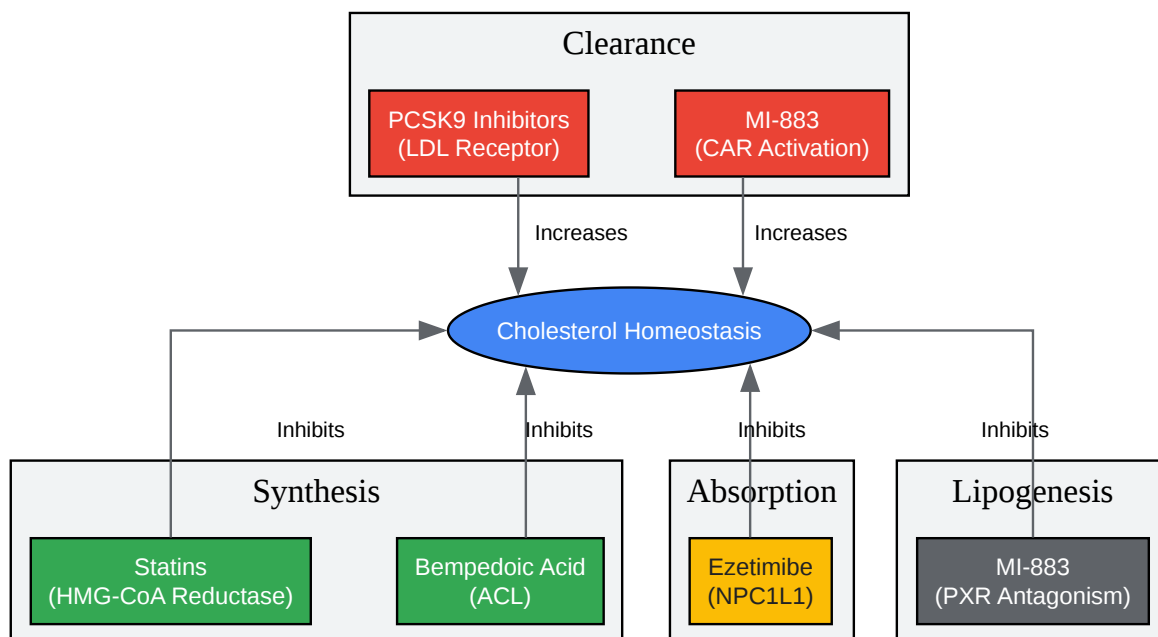 Clearance
PCSK9 Inhibitors
(LDL Receptor)
MI-883
(CAR Activation)
Increases
Increases
Cholesterol Homeostasis
Inhibits
Inhibits
Inhibits
Inhibits
Synthesis
Statins
(HMG-CoA Reductase)
Bempedoic Acid
(ACL)
Absorption
Ezetimibe
(NPC1L1)
Lipogenesis
MI-883
(PXR Antagonism)